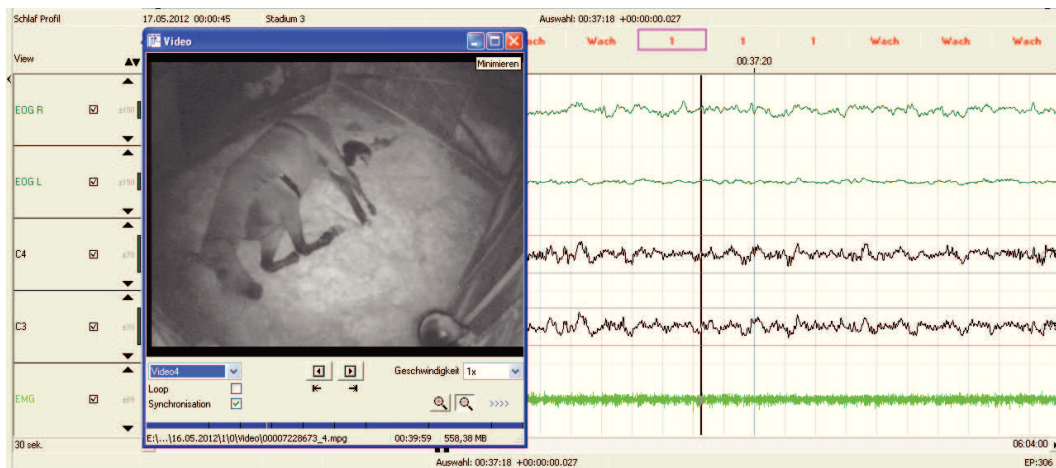 Schlaf Profil 17.05.2012 00:00:45 Stadium 3 Auswahl: 00:37:18 +00:00:00.027
Video
Wach 1 1 1 Wach Wach Wach
Minimieren
View 00:37:20
EOG R
EOG L
C4
C3
EMG
Video4 Geschwindigkeit 1x
Loop
Synchronisation >>>>
E:\...\16.05.2012\1\0\Video\00007228673_4.mpg 00:39:59 558,38 MB
30 sek. 06:04:00
Auswahl: 00:37:18 +00:00:00.027 EP:306